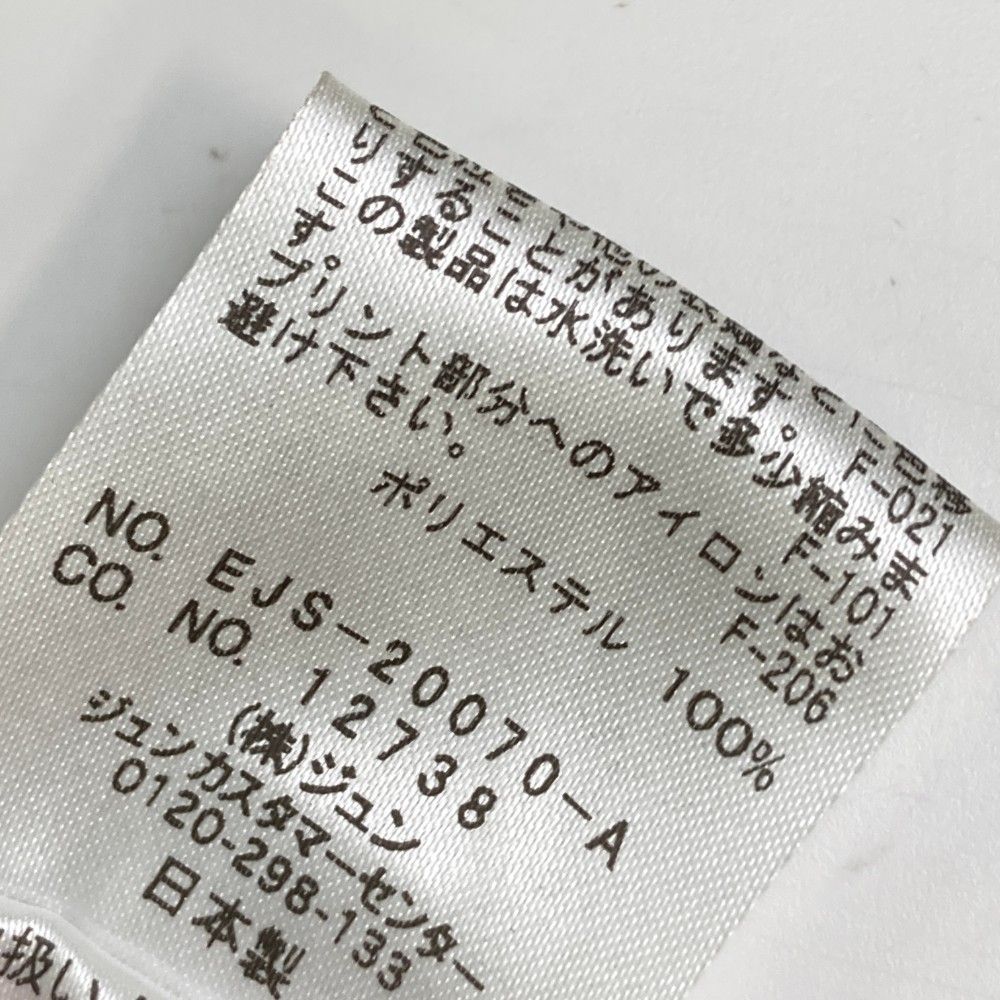 りすることがあります。 F-021
この製品は水洗いで多少縮みま
す。 F-101
プリント部分へのアイロンはお
避け下さい。 F-206
ポリエステル 100%
NO. EJS-20070-A
CO. NO. 12738
(株)ジュン
ジュンカスタマーセンター
0120-298-133
日本製
扱い